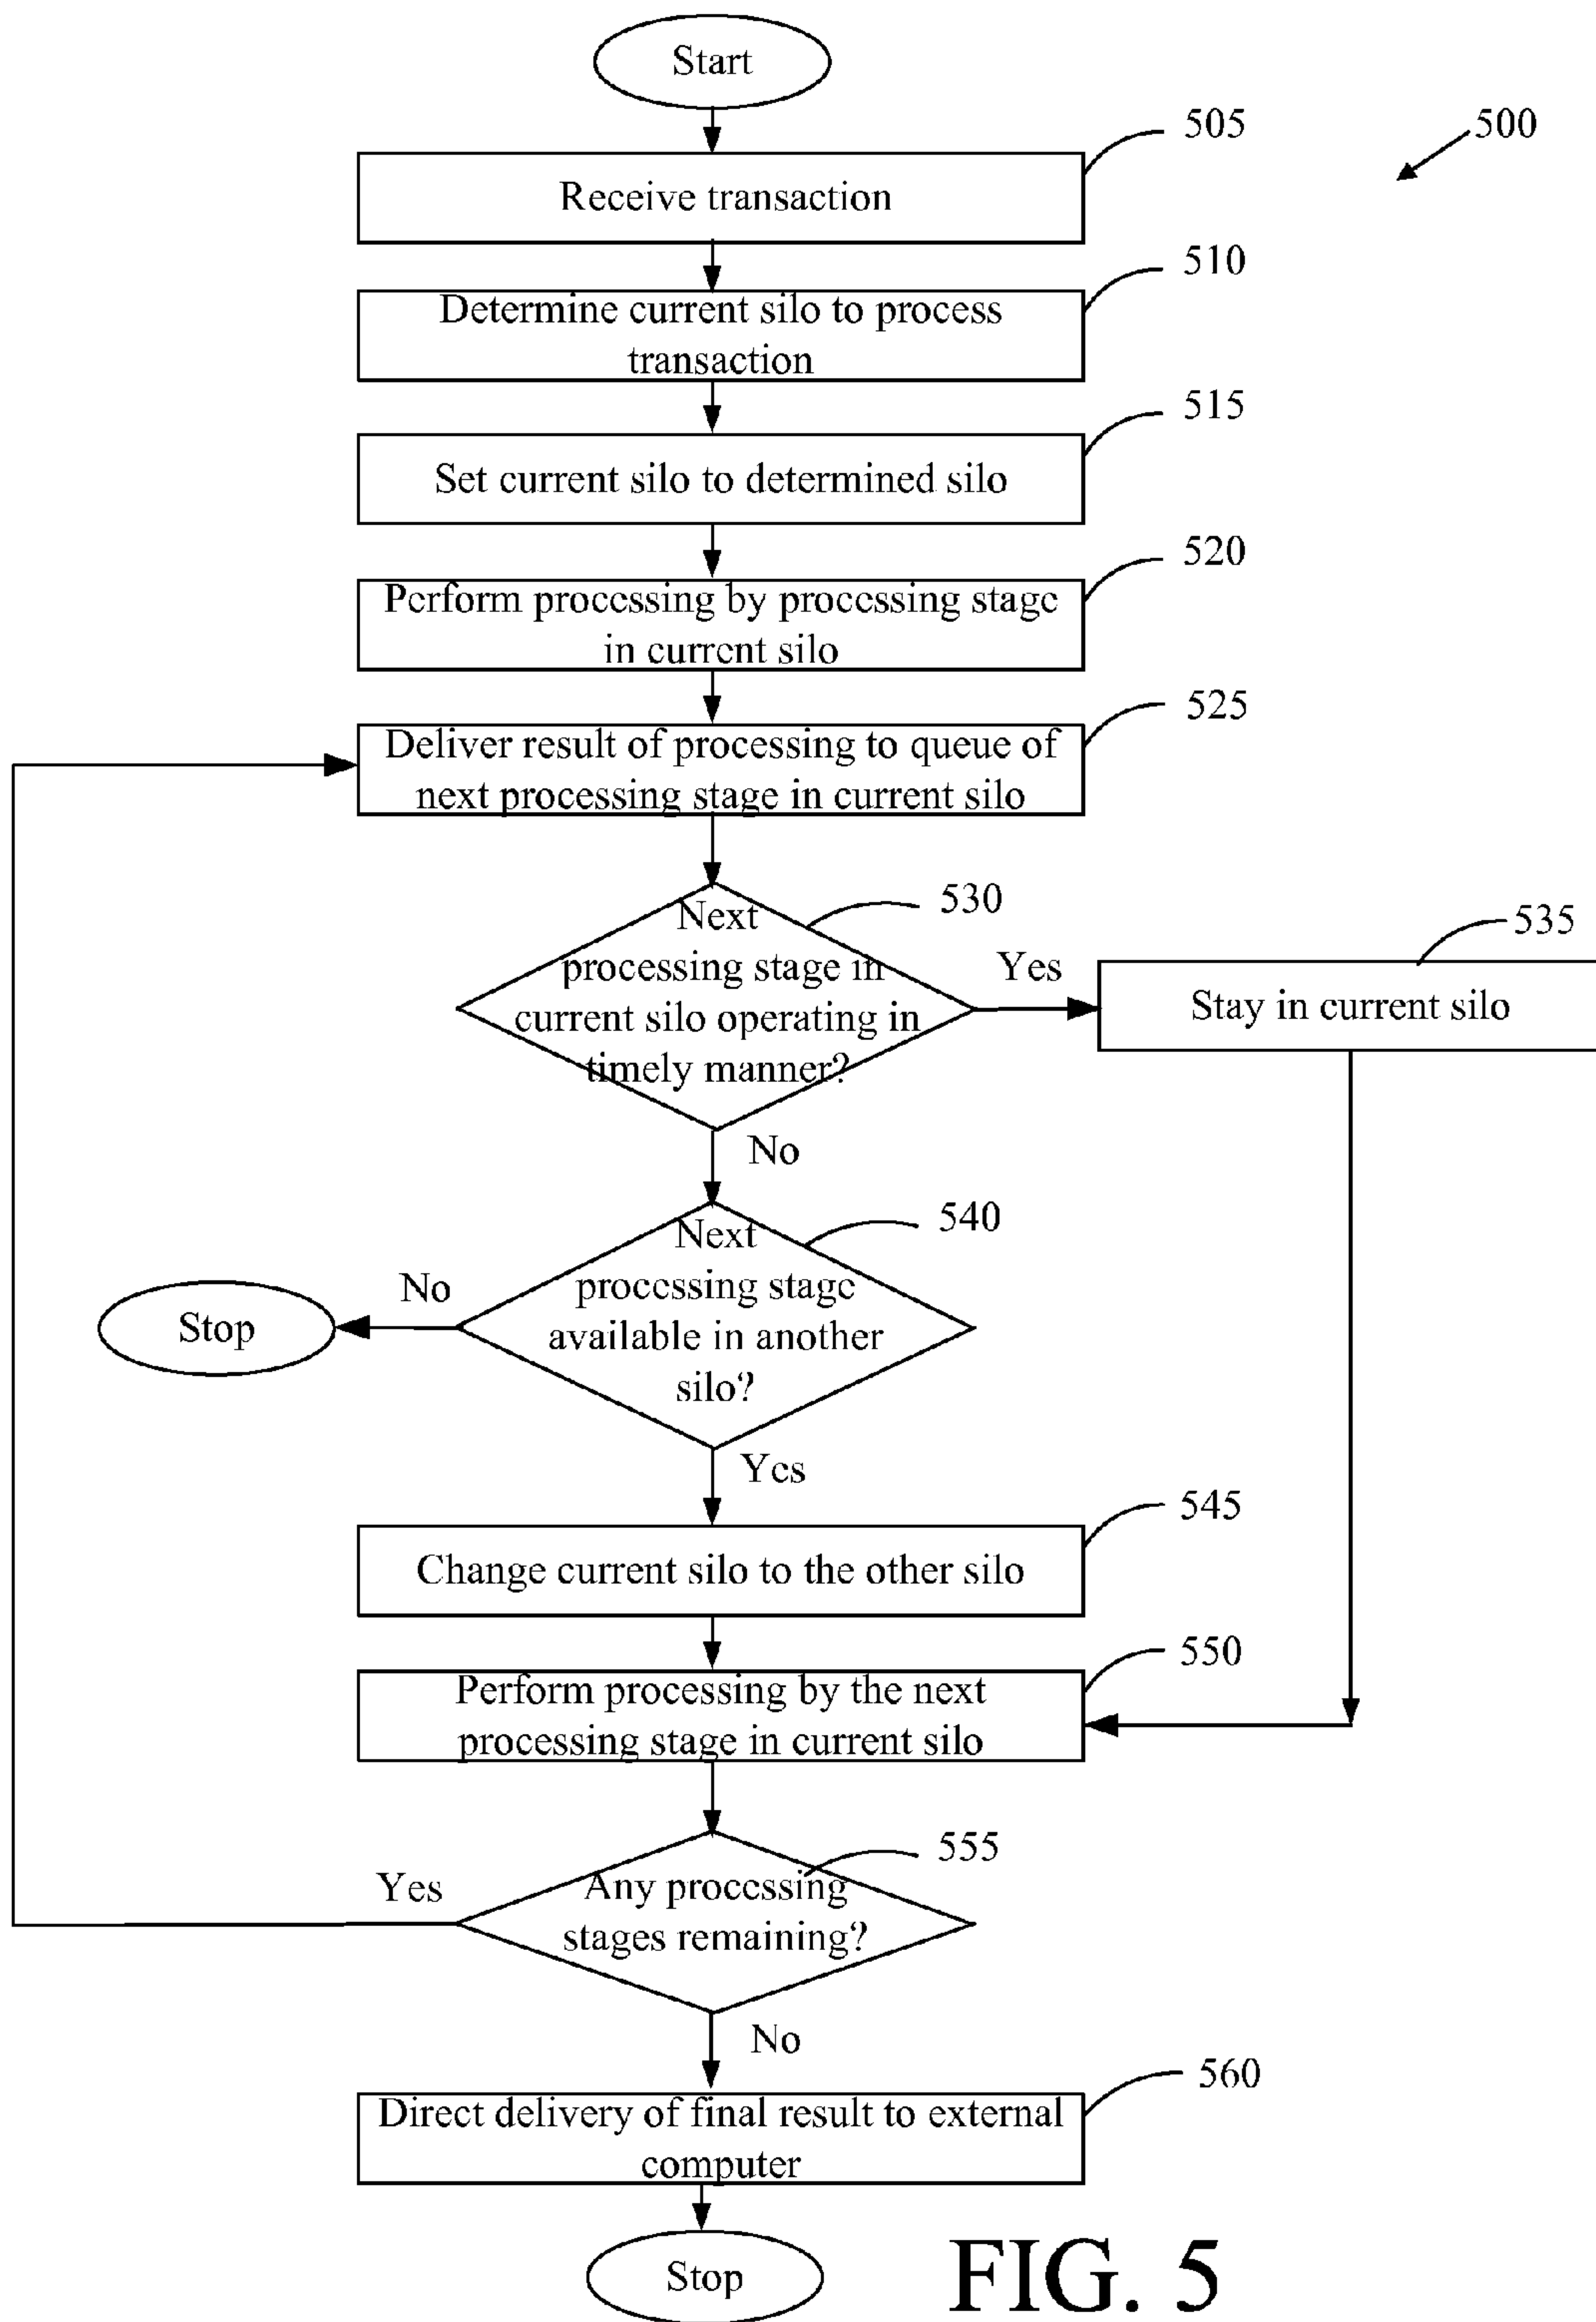 Start
505
500
Receive transaction
510
Determine current silo to process
transaction
515
Set current silo to determined silo
520
Perform processing by processing stage
in current silo
525
Deliver result of processing to queue of
next processing stage in current silo
530
Next
processing stage in
current silo operating in
timely manner?
Yes
535
Stay in current silo
No
540
Next
processing stage
available in another
silo?
No
Stop
Yes
545
Change current silo to the other silo
550
Perform processing by the next
processing stage in current silo
555
Any processing
stages remaining?
Yes
No
560
Direct delivery of final result to external
computer
Stop
FIG. 5